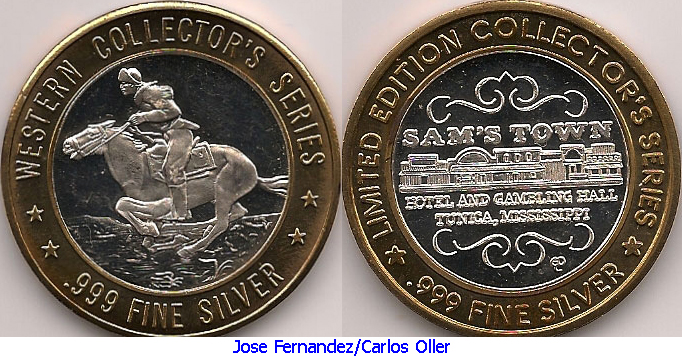 WESTERN COLLECTOR'S SERIES
.999 FINE SILVER
LIMITED EDITION COLLECTOR'S SERIES
SAM'S TOWN
HOTEL AND GAMBLING HALL
TUNICA, MISSISSIPPI
.999 FINE SILVER
Jose Fernandez/Carlos Oller